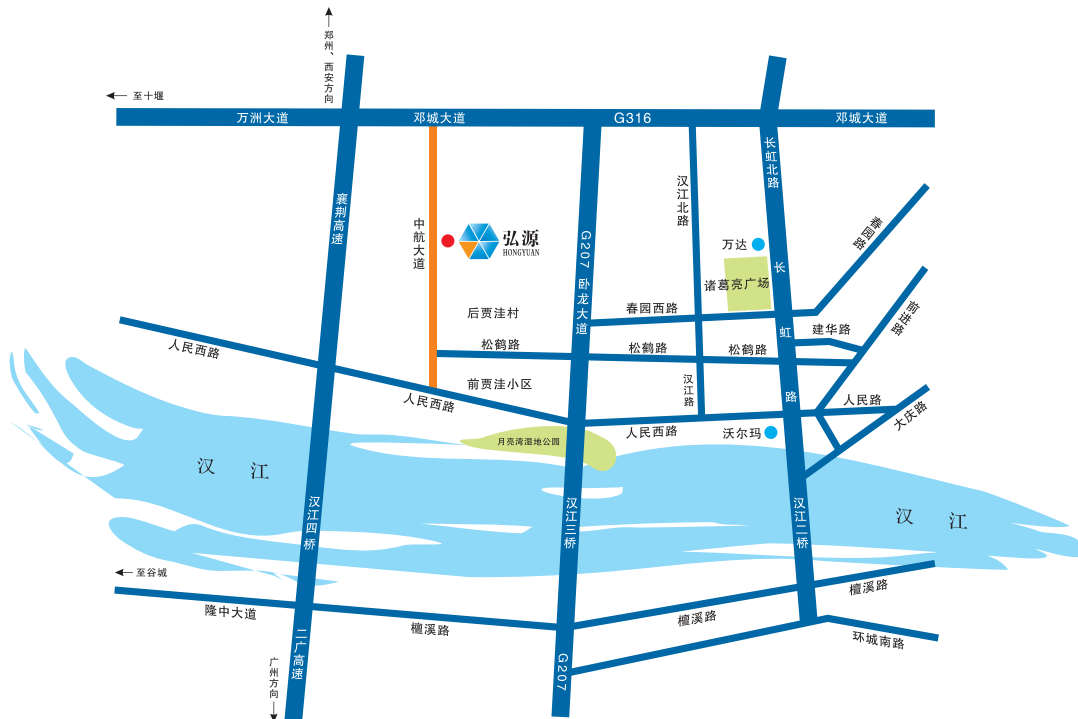 郑州、西安方向
至十堰
万洲大道
邓城大道
G316
邓城大道
长虹北路
襄荆高速
汉江北路
中航大道
弘源
HONGYUAN
G207 卧龙大道
万达
春园路
长虹路
诸葛亮广场
后贾洼村
春园西路
前进路
建华路
人民西路
松鹤路
松鹤路
松鹤路
前贾洼小区
汉江路
人民西路
人民路
大庆路
人民西路
沃尔玛
月亮湾湿地公园
汉 江
汉江四桥
汉江三桥
汉江二桥
汉 江
至谷城
隆中大道
檀溪路
檀溪路
檀溪路
环城南路
二广高速
G207
广州方向